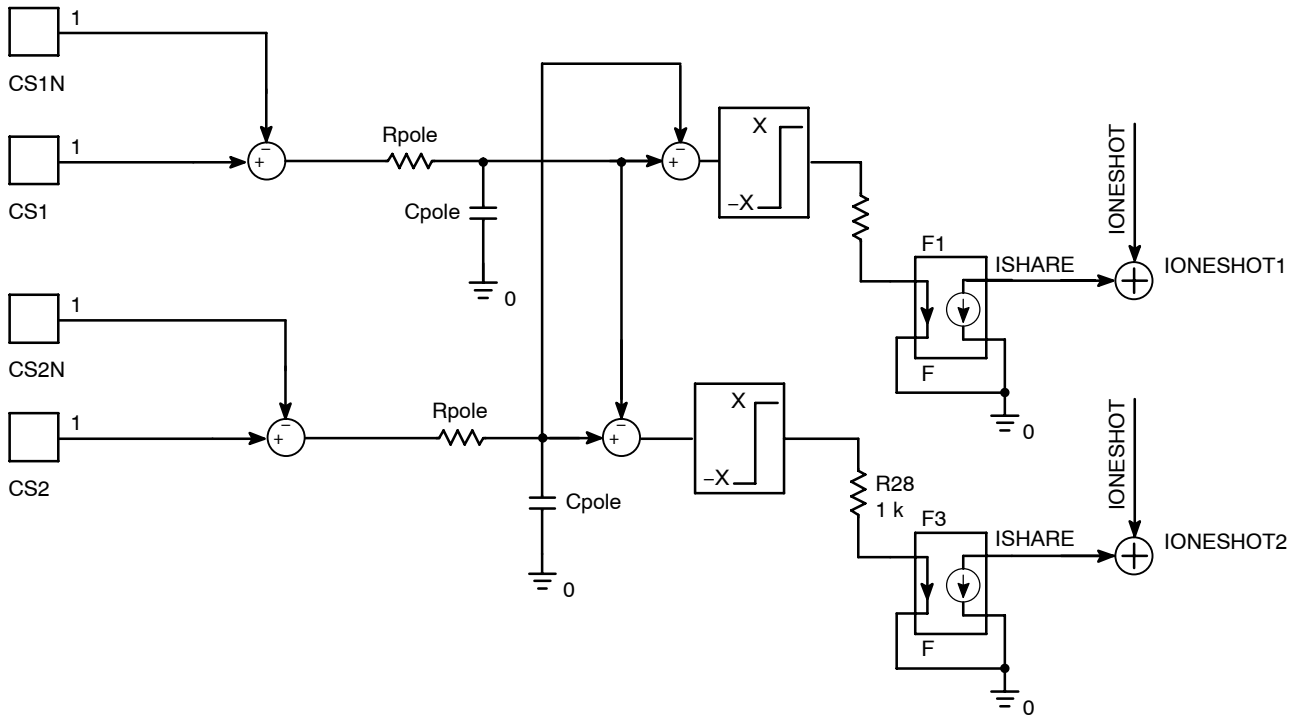 1
CS1N
1
CS1
Rpole
−
+
Cpole
0
−
+
X
−X
F1
F
ISHARE
IONESHOT
IONESHOT1
0
1
CS2N
1
CS2
Rpole
−
+
Cpole
0
−
+
X
−X
R28
1 k
F3
F
ISHARE
IONESHOT
IONESHOT2
0